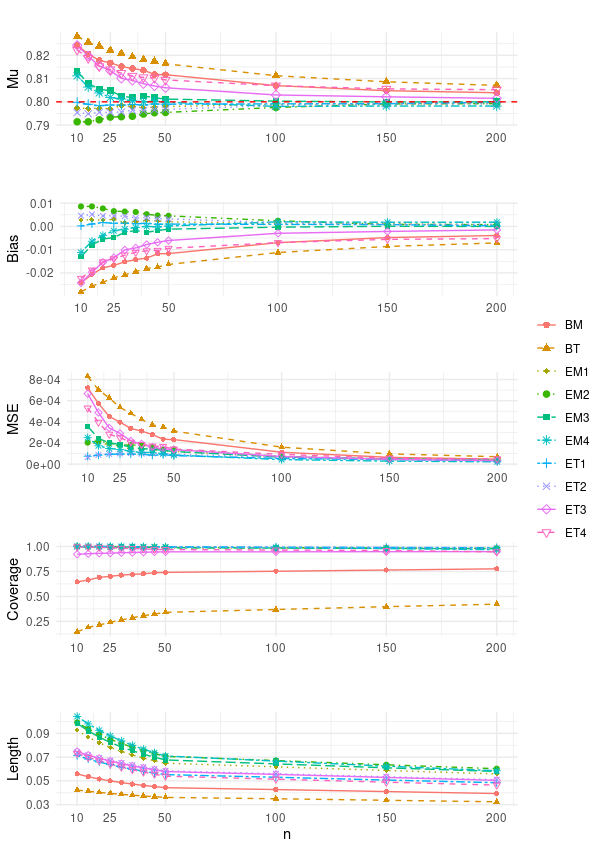 Mu
0.82
0.81
0.80
0.79
10 25 50 100 150 200
Bias
0.01
0.00
-0.01
-0.02
10 25 50 100 150 200
MSE
8e-04
6e-04
4e-04
2e-04
0e+00
10 25 50 100 150 200
Coverage
1.00
0.75
0.50
0.25
10 25 50 100 150 200
Length
0.09
0.07
0.05
0.03
10 25 50 100 150 200
n
BM
BT
EM1
EM2
EM3
EM4
ET1
ET2
ET3
ET4